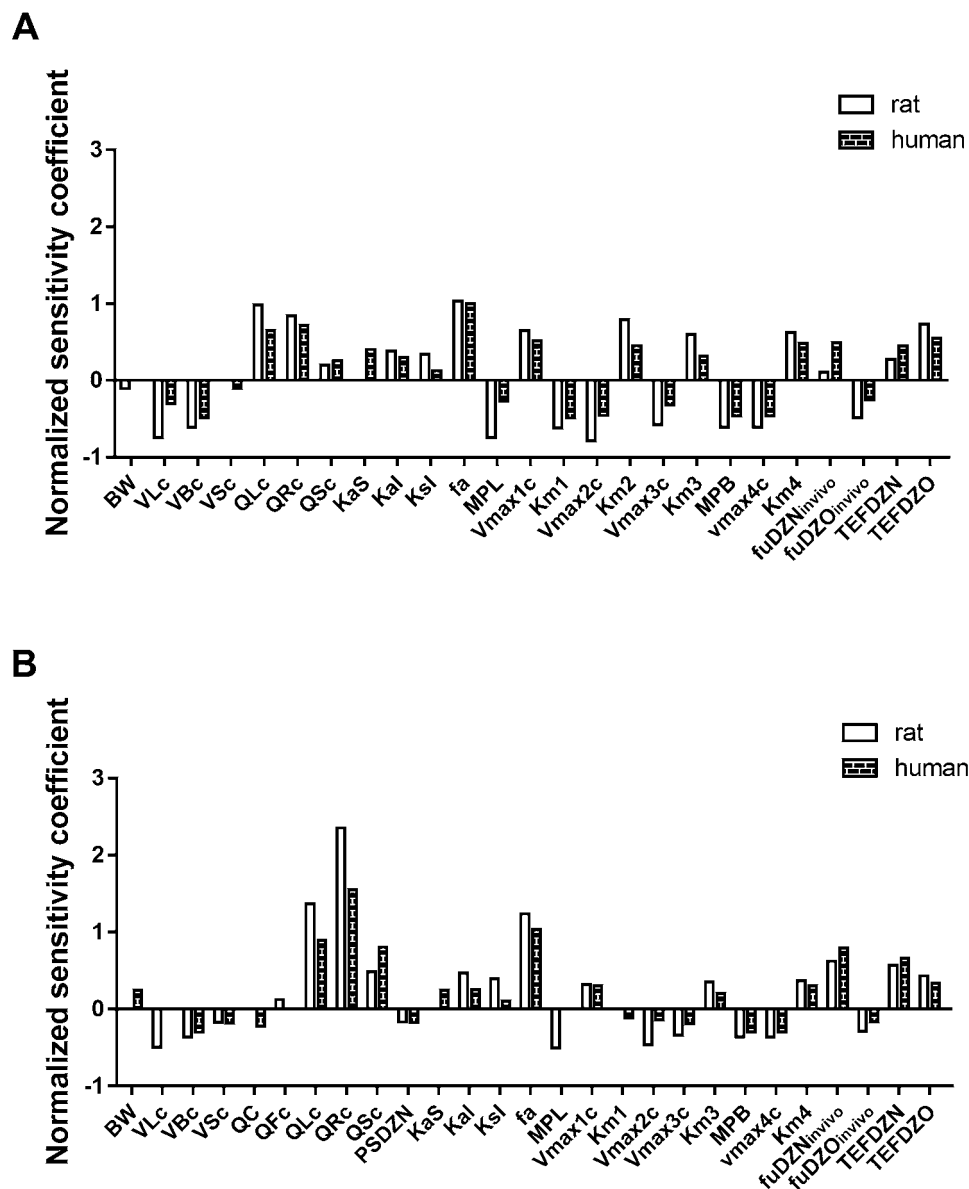 A
Normalized sensitivity coefficient
rat
human
3
2
1
0
-1
BW VLc VBc VSc QLc QRc QSc KaS KaI KsI fa MPL Vmax1c Km1 Vmax2c Km2 Vmax3c Km3 MPB vmax4c Km4 fuDZNinvivo fuDZOinvivo TEFDZN TEFDZO
B
Normalized sensitivity coefficient
rat
human
3
2
1
0
-1
BW VLc VBc VSc QC QFc QLc QRc QSc PSDZN KaS KaI KsI fa MPL Vmax1c Km1 Vmax2c Vmax3c Km3 MPB vmax4c Km4 fuDZNinvivo fuDZOinvivo TEFDZN TEFDZO